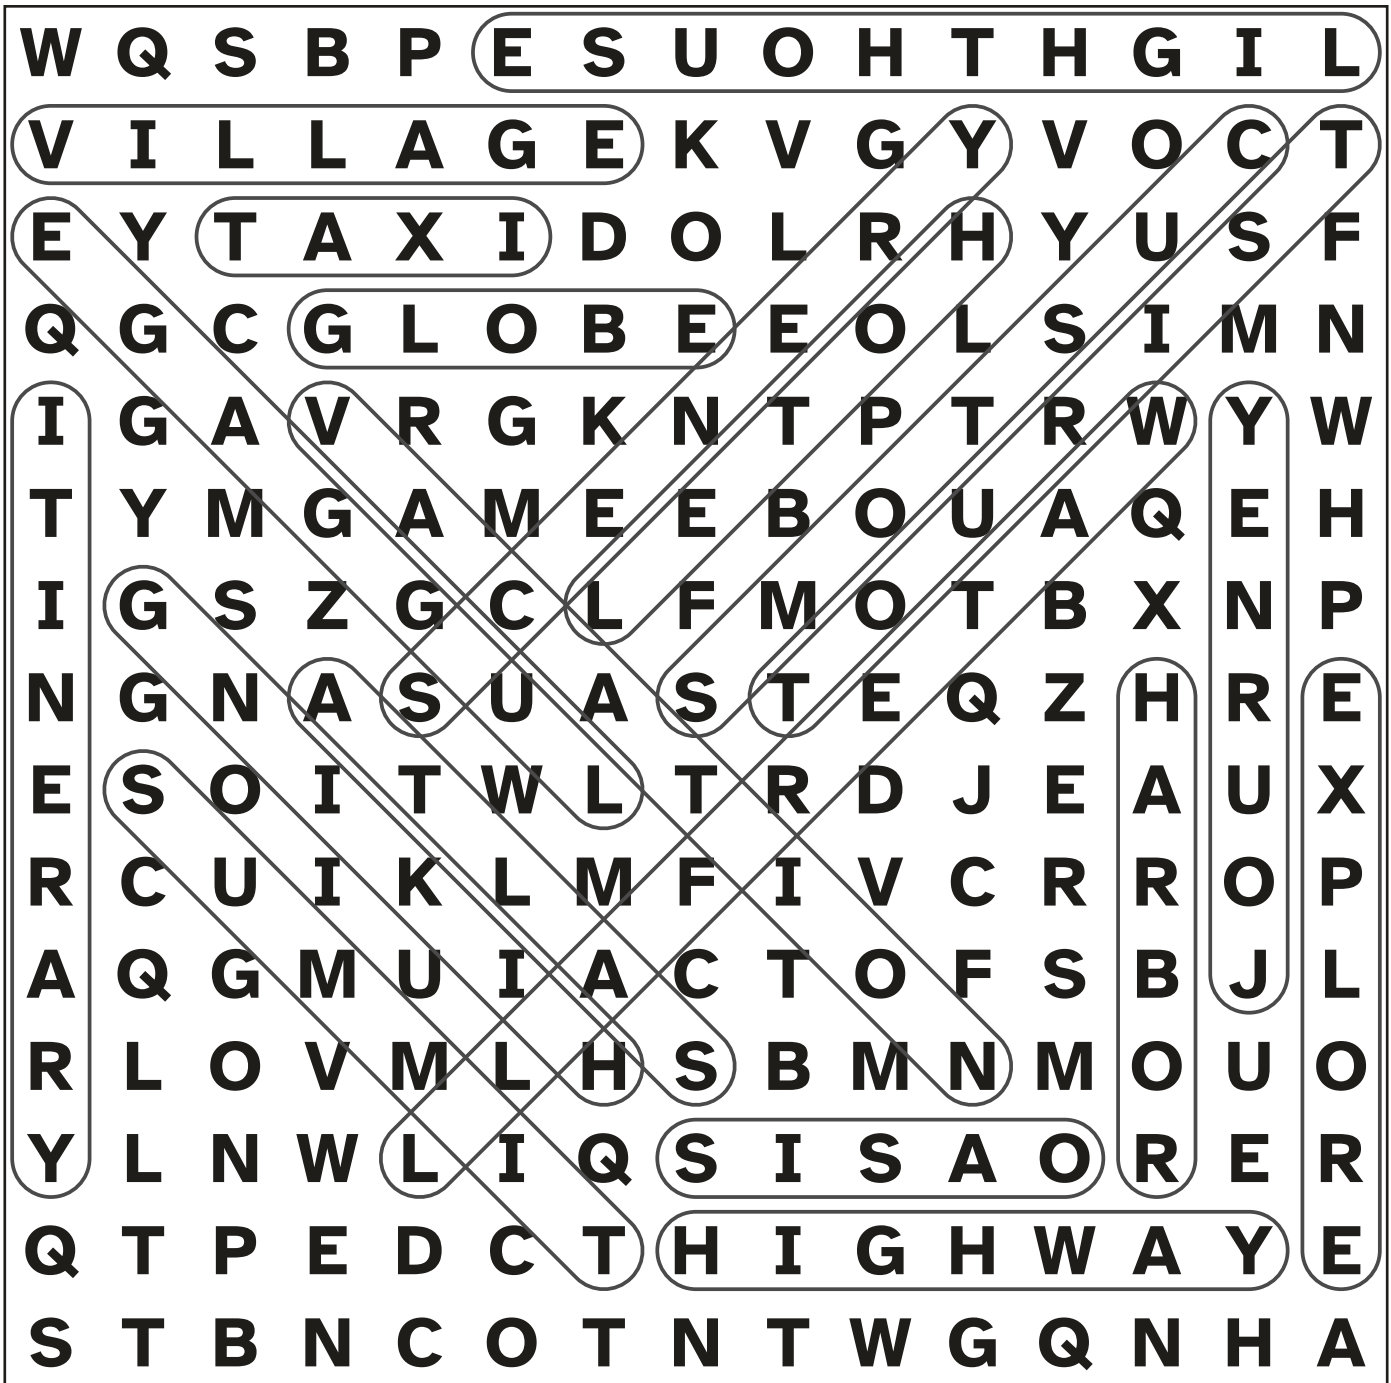 W Q S B P E S U O H T H G I L
V I L L A G E K V G Y V O C T
E Y T A X I D O L R H Y U S F
Q G C G L O B E E O L S I M N
I G A V R G K N T P T R W Y W
T Y M G A M E E B O U A Q E H
I G S Z G C L F M O T B X N P
N G N A S U A S T E Q Z H R E
E S O I T W L T R D J E A U X
R C U I K L M F I V C R R O P
A Q G M U I A C T O F S B J L
R L O V M L H S B M N M O U O
Y L N W L I Q S I S A O R E R
Q T P E D C T H I G H W A Y E
S T B N C O T N T W G Q N H A